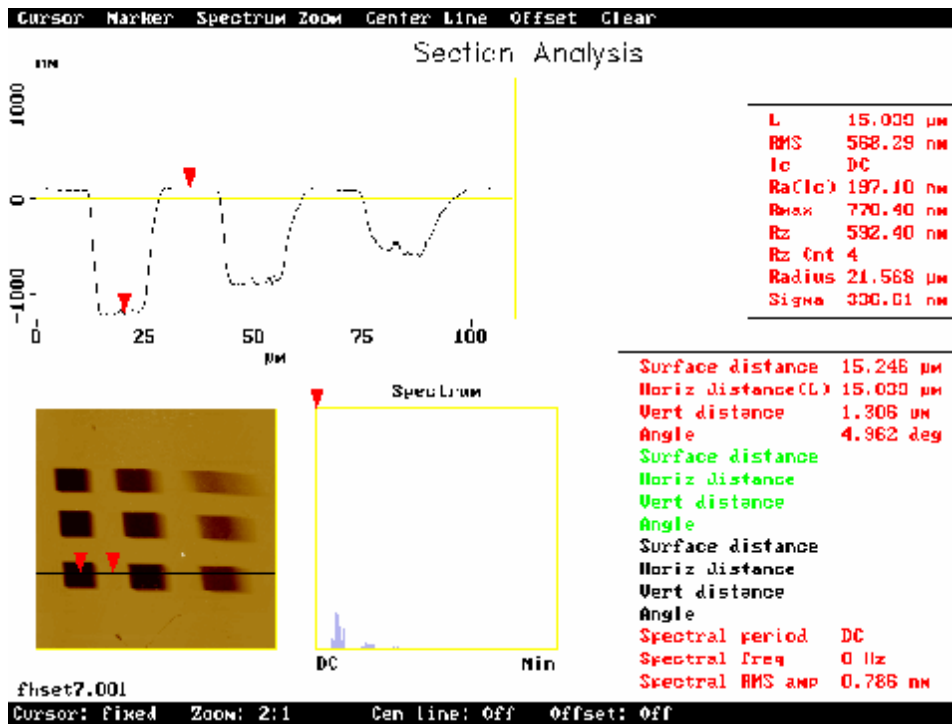 Cursor Marker Spectrum Zoom Center Line Offset Clear
Section Analysis
nM
1000
0
-1000
0 25 50 75 100
μM
L 15.039 μM
RMS 568.29 nM
lc DC
Ra(lc) 197.10 nM
Rmax 770.40 nM
Rz 592.40 nM
Rz Cnt 4
Radius 21.568 μM
Sigma 336.61 nM
Surface distance 15.246 μM
Horiz distance(L) 15.039 μM
Vert distance 1.306 μM
Angle 4.962 deg
Surface distance
Horiz distance
Vert distance
Angle
Surface distance
Horiz distance
Vert distance
Angle
Spectral period DC
Spectral freq 0 Hz
Spectral RMS amp 0.786 nM
Spectrum
DC Min
fhset7.001
Cursor: fixed Zoom: 2:1 Cen line: Off Offset: Off